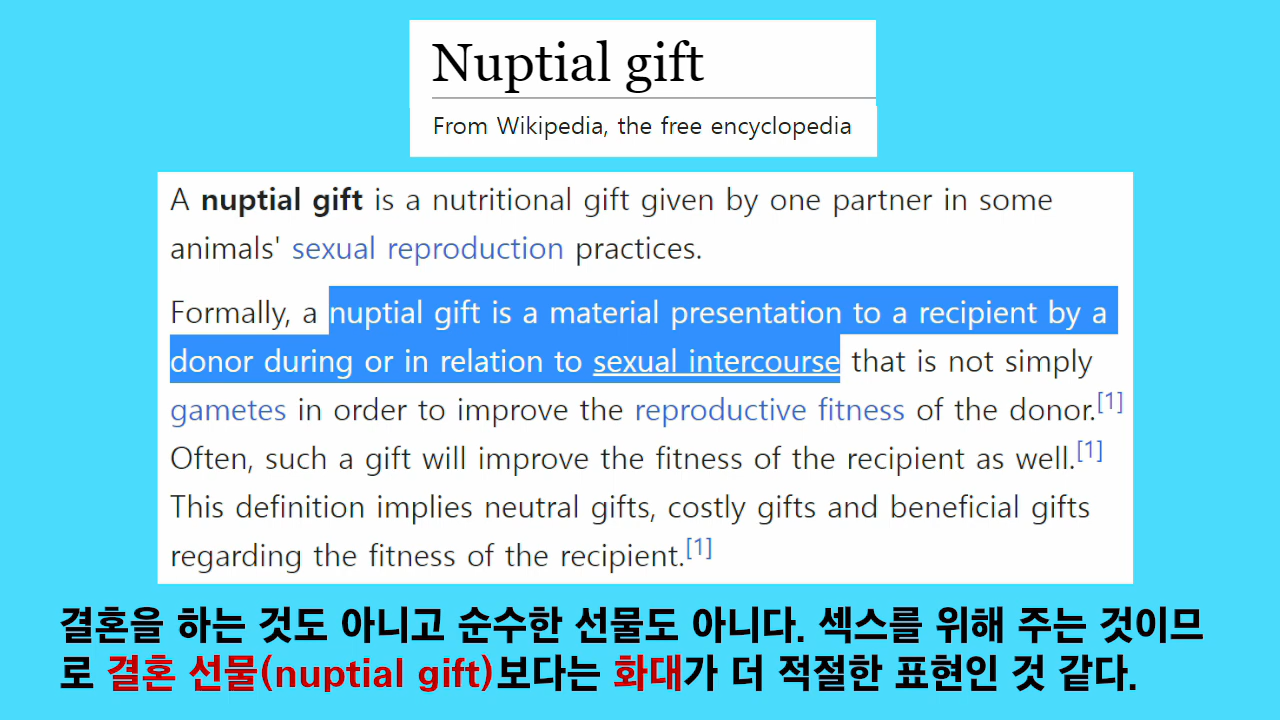 Nuptial gift
From Wikipedia, the free encyclopedia
A nuptial gift is a nutritional gift given by one partner in some
animals' sexual reproduction practices.
Formally, a nuptial gift is a material presentation to a recipient by a
donor during or in relation to sexual intercourse that is not simply
gametes in order to improve the reproductive fitness of the donor.[1]
Often, such a gift will improve the fitness of the recipient as well.[1]
This definition implies neutral gifts, costly gifts and beneficial gifts
regarding the fitness of the recipient.[1]
결혼을 하는 것도 아니고 순수한 선물도 아니다. 섹스를 위해 주는 것이므
로 결혼 선물(nuptial gift)보다는 화대가 더 적절한 표현인 것 같다.